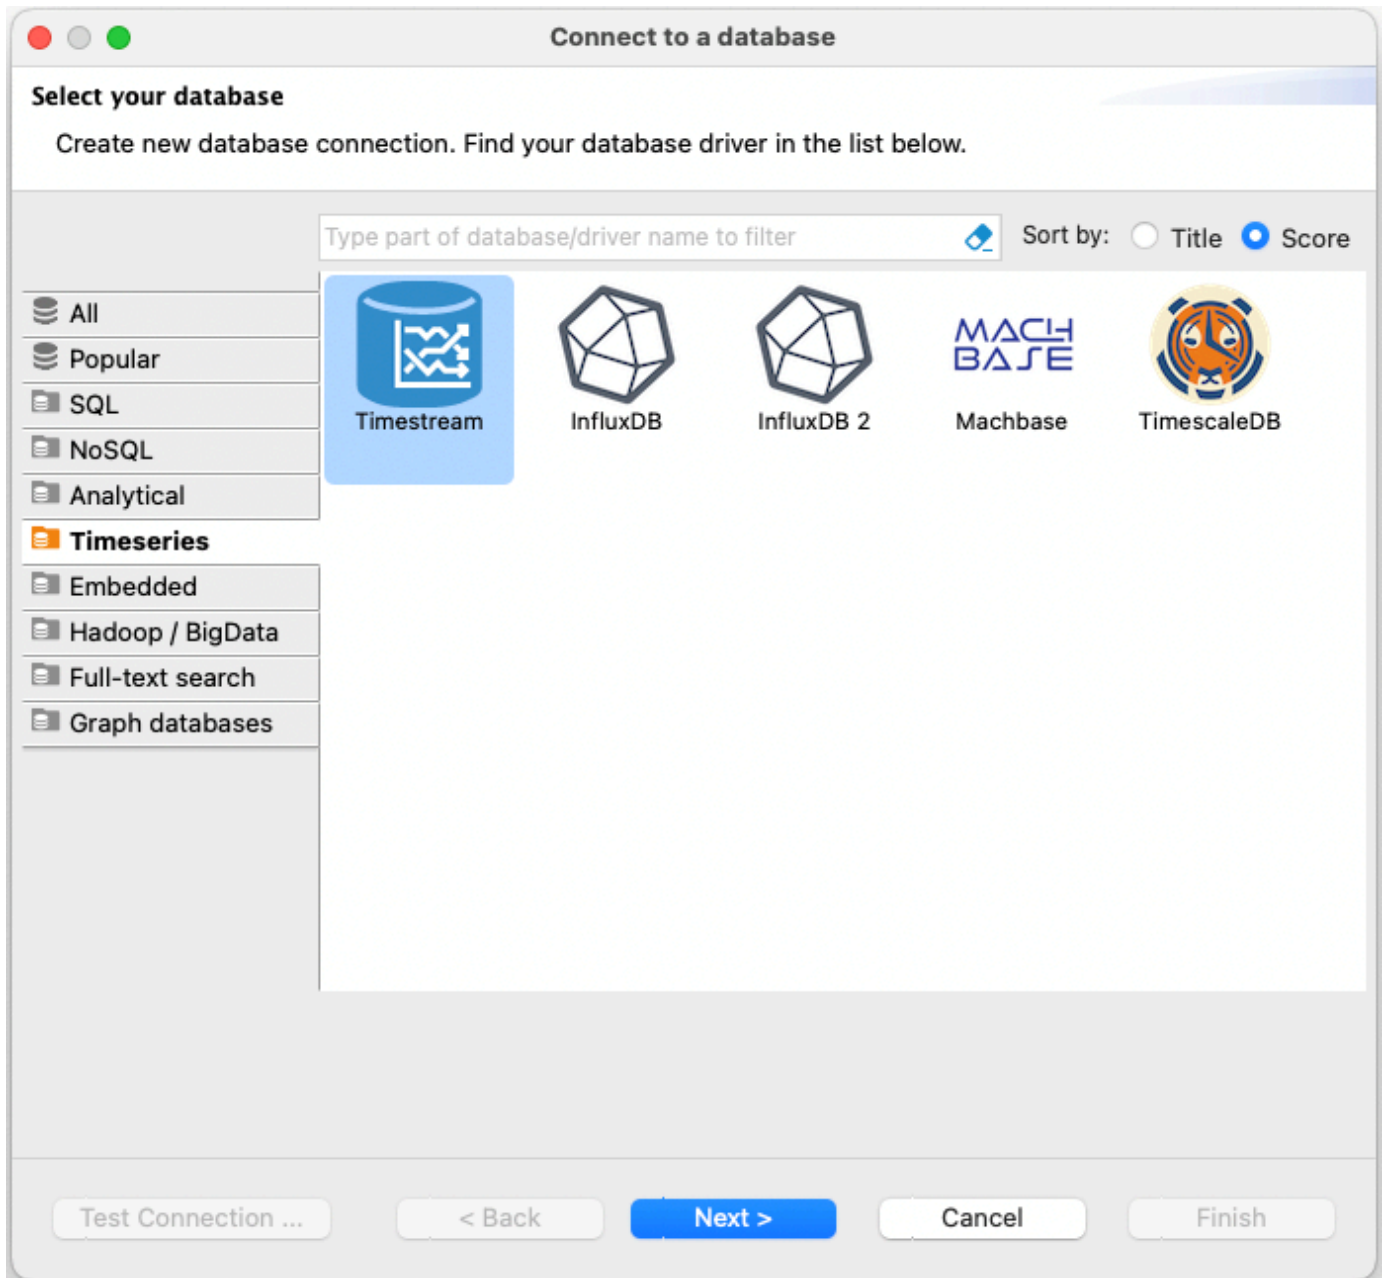 Connect to a database
Select your database
Create new database connection. Find your database driver in the list below.
Type part of database/driver name to filter
Sort by: Title Score
All
Popular
SQL
NoSQL
Analytical
Timeseries
Embedded
Hadoop / BigData
Full-text search
Graph databases
MACH
BASE
Timestream InfluxDB InfluxDB 2 Machbase TimescaleDB
Test Connection ... < Back Next > Cancel Finish